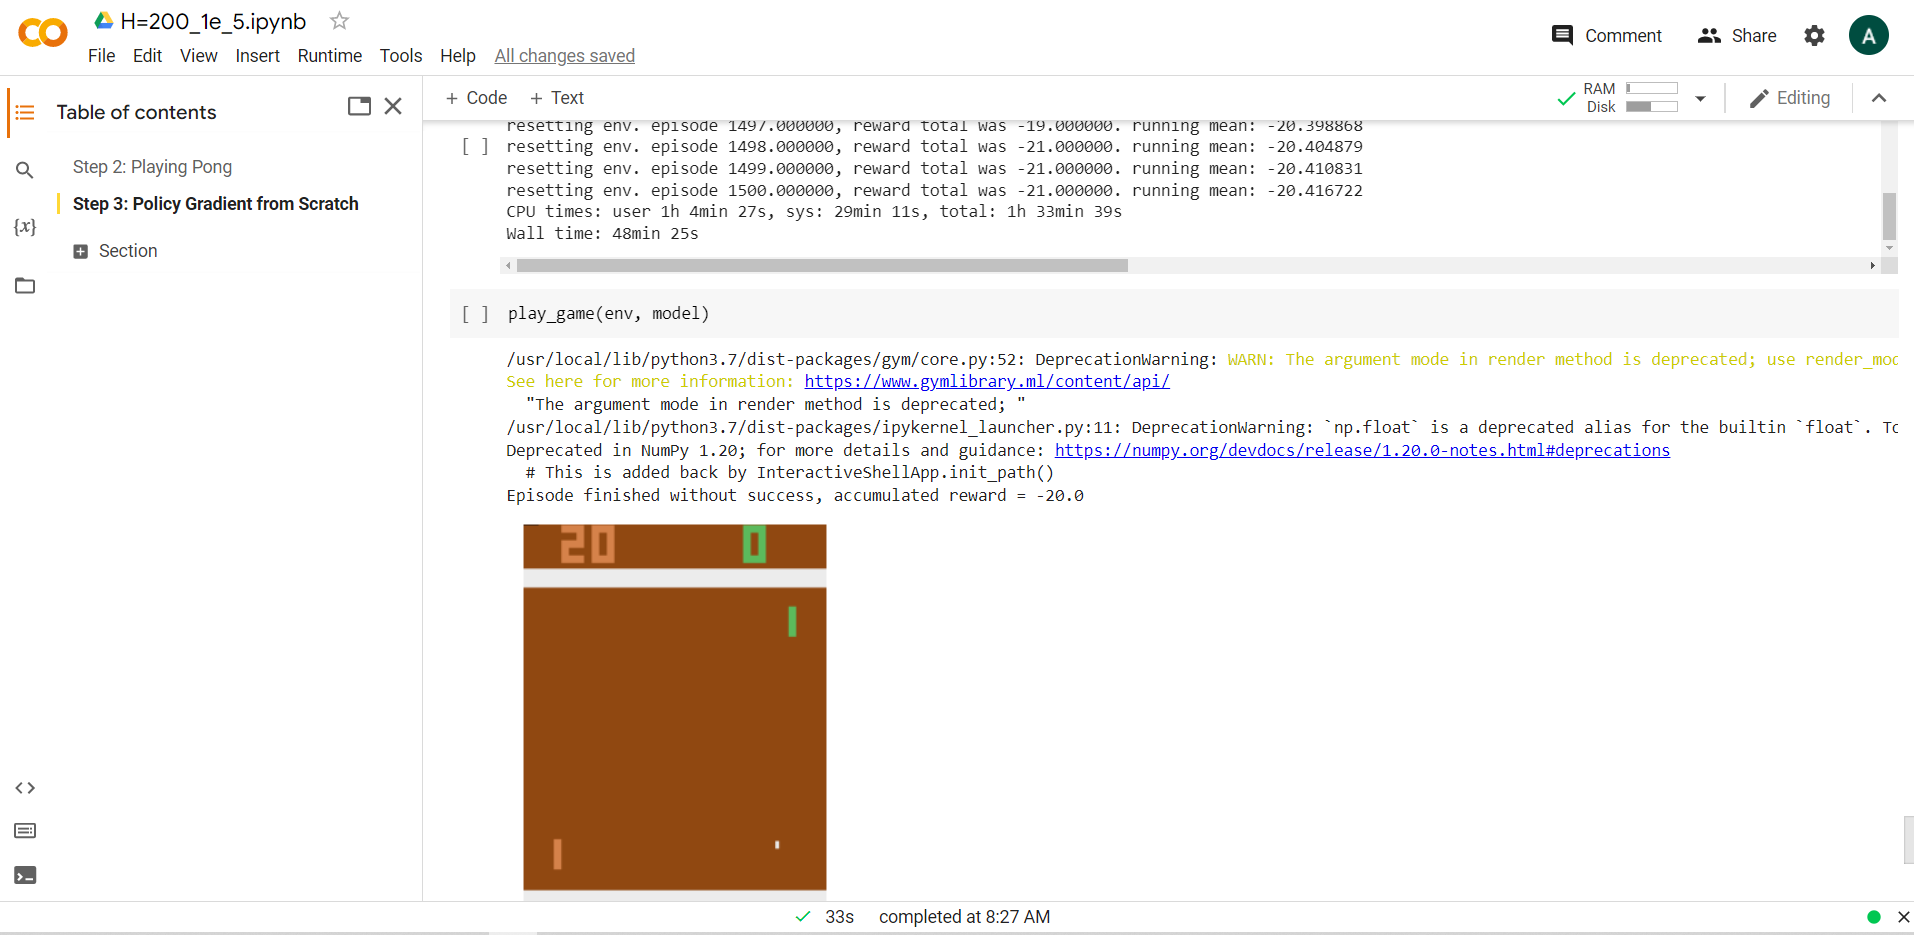 H=200_1e_5.ipynb
File Edit View Insert Runtime Tools Help All changes saved
Comment Share A
Table of contents
+ Code + Text
RAM
Disk
Editing
Step 2: Playing Pong
Step 3: Policy Gradient from Scratch
{x}
Section
resetting env. episode 1497.000000, reward total was -19.000000. running mean: -20.398868
[ ] resetting env. episode 1498.000000, reward total was -21.000000. running mean: -20.404879
resetting env. episode 1499.000000, reward total was -21.000000. running mean: -20.410831
resetting env. episode 1500.000000, reward total was -21.000000. running mean: -20.416722
CPU times: user 1h 4min 27s, sys: 29min 11s, total: 1h 33min 39s
Wall time: 48min 25s
[ ] play_game(env, model)
/usr/local/lib/python3.7/dist-packages/gym/core.py:52: DeprecationWarning: WARN: The argument mode in render method is deprecated; use render_moc
See here for more information: https://www.gymlibrary.ml/content/api/
"The argument mode in render method is deprecated; "
/usr/local/lib/python3.7/dist-packages/ipykernel_launcher.py:11: DeprecationWarning: `np.float` is a deprecated alias for the builtin `float`. To
Deprecated in NumPy 1.20; for more details and guidance: https://numpy.org/devdocs/release/1.20.0-notes.html#deprecations
# This is added back by InteractiveShellApp.init_path()
Episode finished without success, accumulated reward = -20.0
20 0
33s completed at 8:27 AM